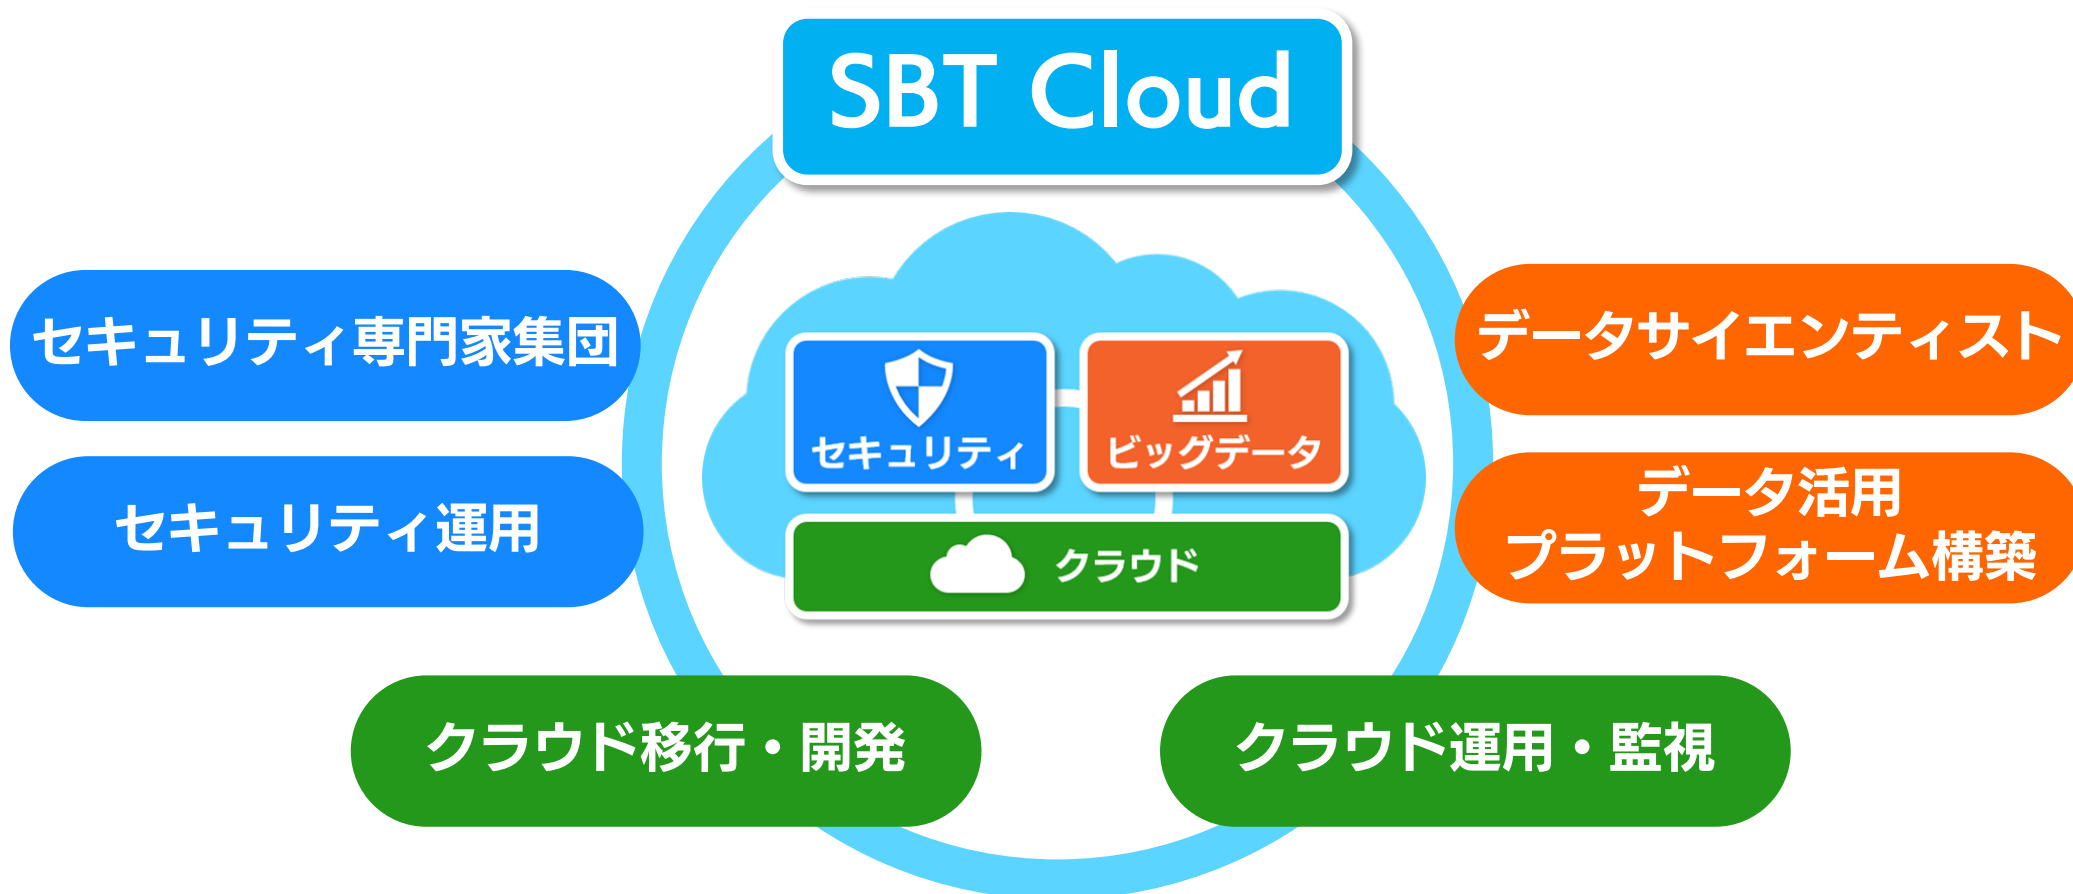 SBT Cloud
セキュリティ専門家集団
セキュリティ運用
セキュリティ
ビッグデータ
クラウド
データサイエンティスト
データ活用
プラットフォーム構築
クラウド移行・開発
クラウド運用・監視